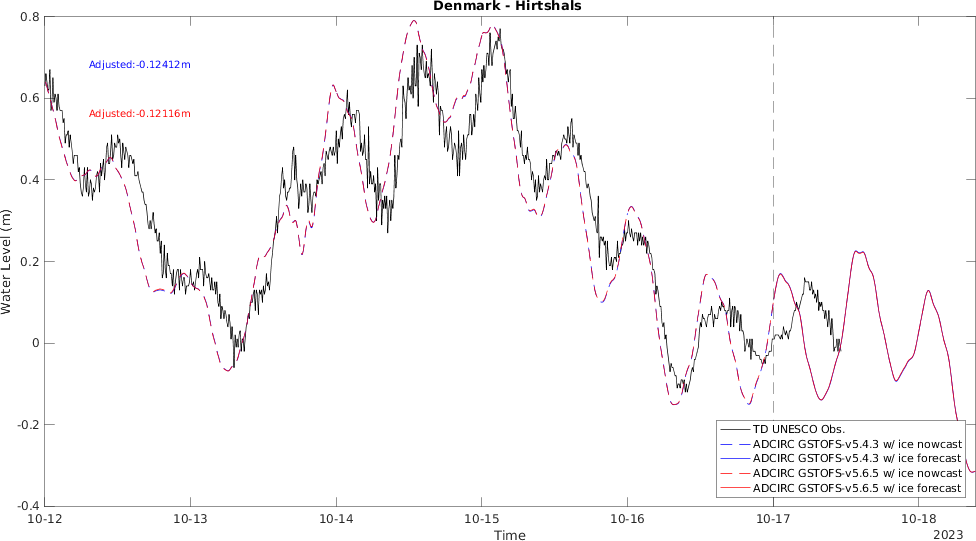 Denmark - Hirtshals
Adjusted:-0.12412m
Adjusted:-0.12116m
Water Level (m)
0.8
0.6
0.4
0.2
0
-0.2
-0.4
10-12
10-13
10-14
10-15
10-16
10-17
10-18
Time
2023
TD UNESCO Obs.
ADCIRC GSTOFS-v5.4.3 w/ ice nowcast
ADCIRC GSTOFS-v5.4.3 w/ ice forecast
ADCIRC GSTOFS-v5.6.5 w/ ice nowcast
ADCIRC GSTOFS-v5.6.5 w/ ice forecast